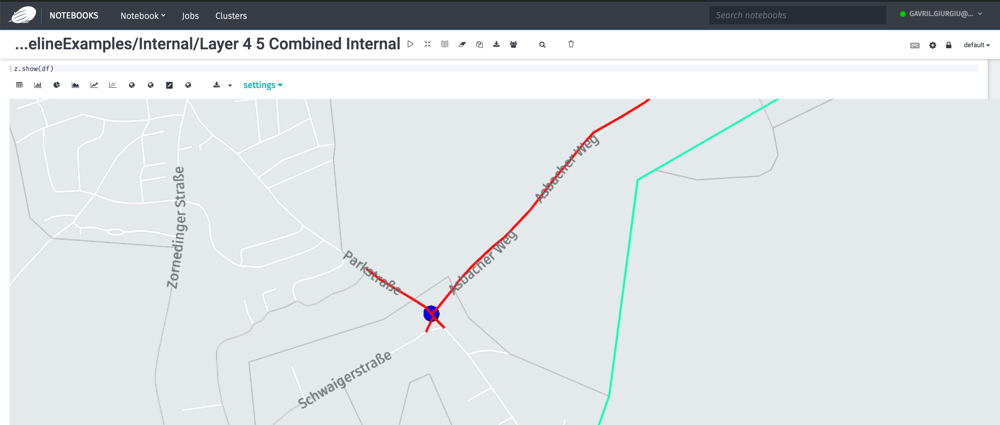 NOTEBOOKS
Notebook
Jobs
Clusters
Search notebooks
GAVRIL.GIURGIU@...
...elineExamples/Internal/Layer 4 5 Combined Internal
default
z.show(df)
settings
Asbacher Weg
Zornedinger Straße
Asbacher Weg
Parkstraße
Schwaigerstraße